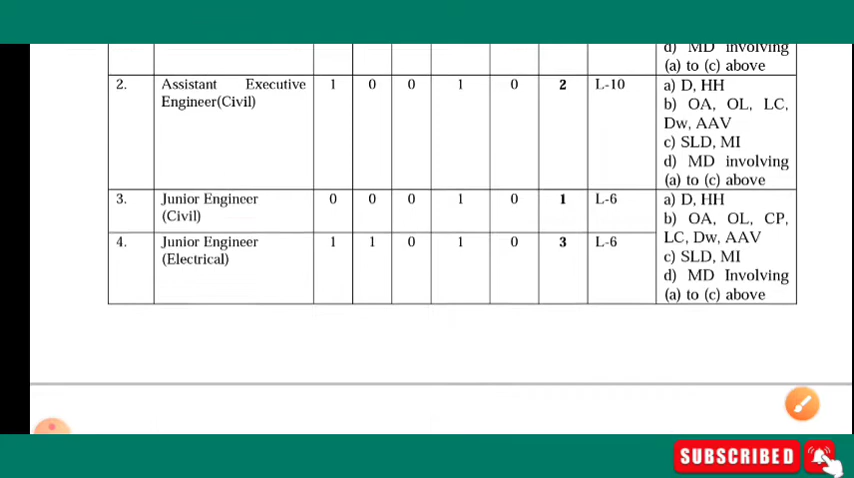 d) MD involving
(a) to (c) above
2. Assistant Executive 1 0 0 1 0 2 L-10 a) D, HH
Engineer(Civil) b) OA, OL, LC,
Dw, AAV
c) SLD, MI
d) MD involving
(a) to (c) above
3. Junior Engineer 0 0 0 1 0 1 L-6 a) D, HH
(Civil) b) OA, OL, CP,
4. Junior Engineer 1 1 0 1 0 3 L-6 LC, Dw, AAV
(Electrical) c) SLD, MI
d) MD Involving
(a) to (c) above
SUBSCRIBED